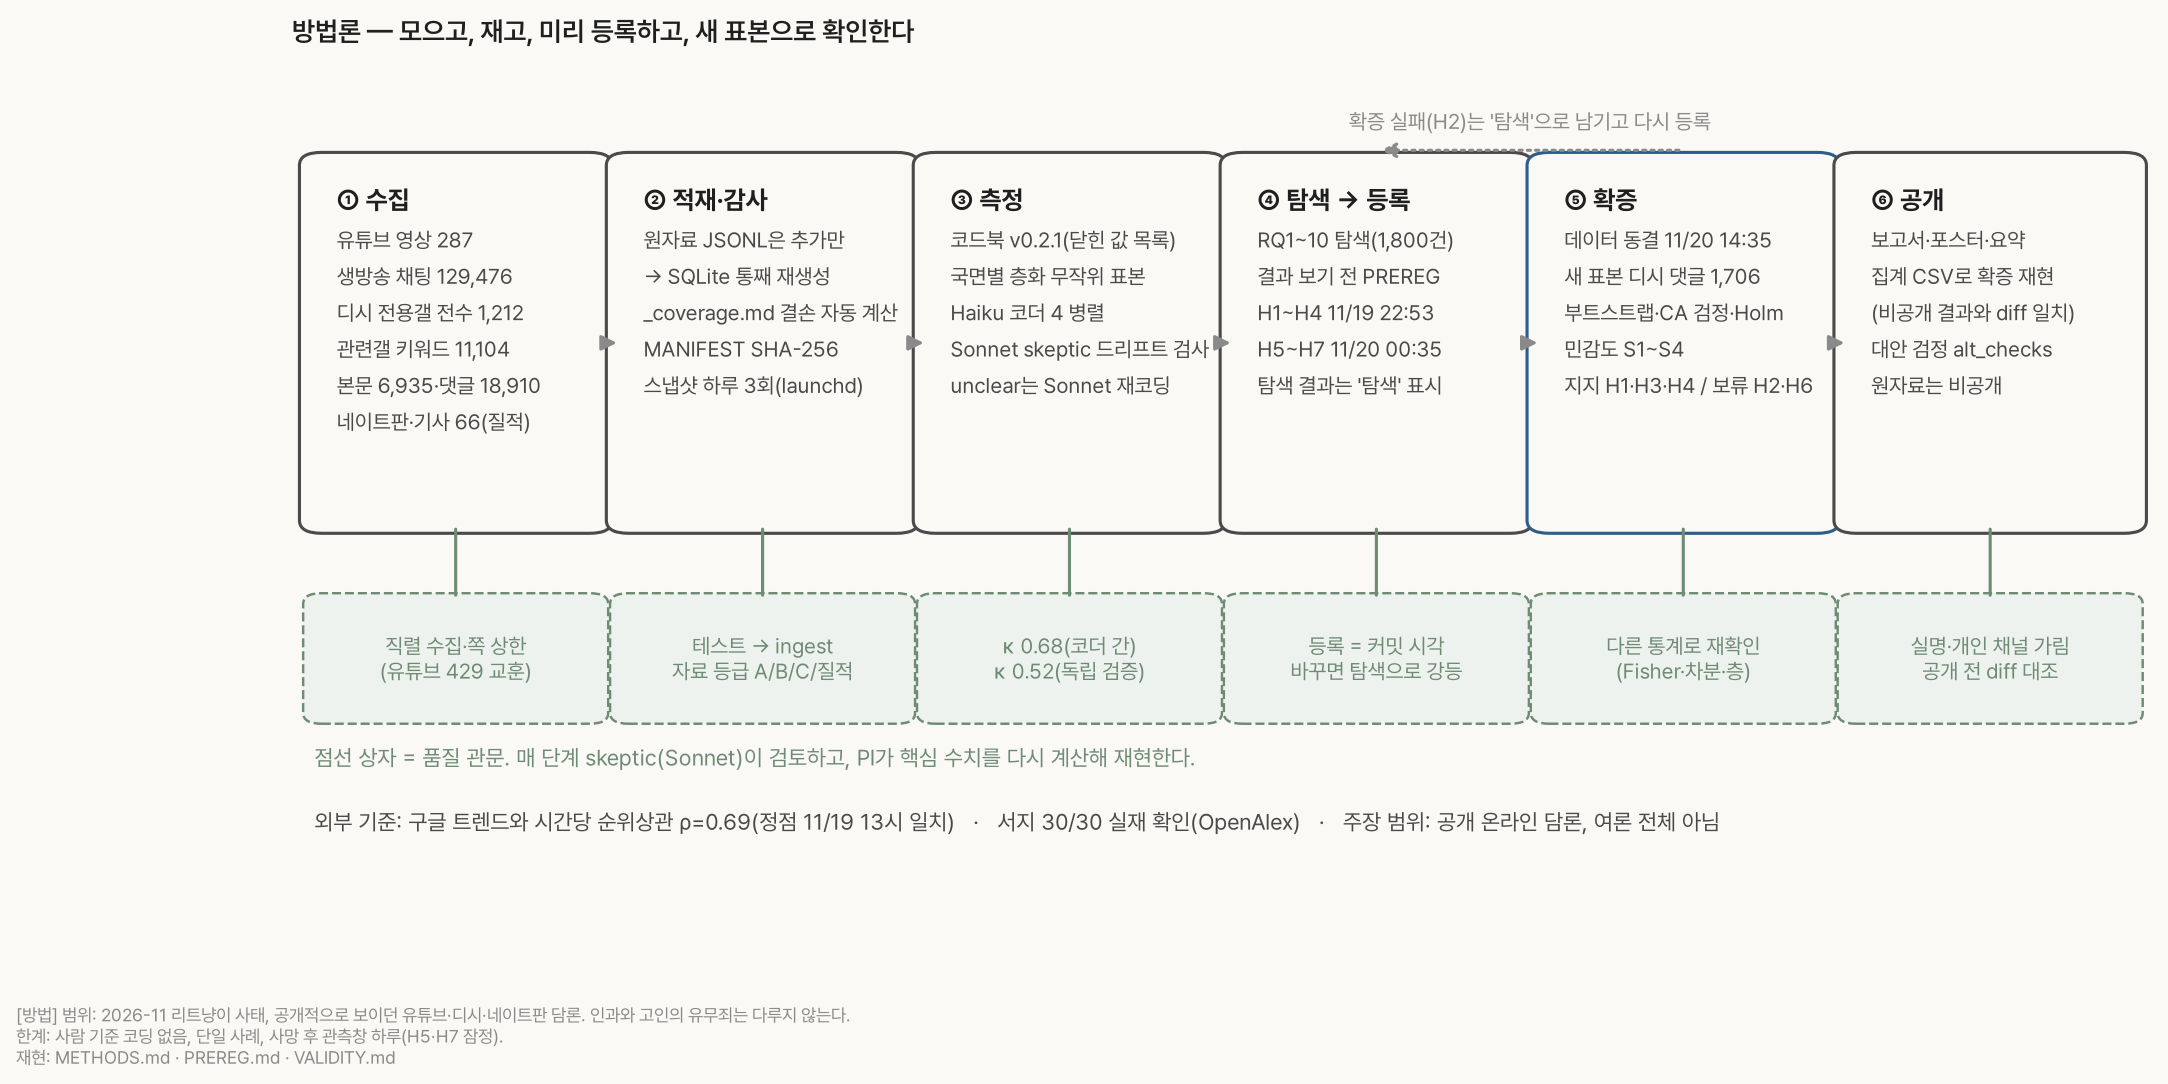 방법론 — 모으고, 재고, 미리 등록하고, 새 표본으로 확인한다
확증 실패(H2)는 '탐색'으로 남기고 다시 등록
① 수집
유튜브 영상 287
생방송 채팅 129,476
디시 전용갤 전수 1,212
관련갤 키워드 11,104
본문 6,935·댓글 18,910
네이트판·기사 66(질적)
② 적재·감사
원자료 JSONL은 추가만
→ SQLite 통째 재생성
_coverage.md 결손 자동 계산
MANIFEST SHA-256
스냅샷 하루 3회(launchd)
③ 측정
코드북 v0.2.1(닫힌 값 목록)
국면별 층화 무작위 표본
Haiku 코더 4 병렬
Sonnet skeptic 드리프트 검사
unclear는 Sonnet 재코딩
④ 탐색 → 등록
RQ1~10 탐색(1,800건)
결과 보기 전 PREREG
H1~H4 11/19 22:53
H5~H7 11/20 00:35
탐색 결과는 '탐색' 표시
⑤ 확증
데이터 동결 11/20 14:35
새 표본 디시 댓글 1,706
부트스트랩·CA 검정·Holm
민감도 S1~S4
지지 H1·H3·H4 / 보류 H2·H6
⑥ 공개
보고서·포스터·요약
집계 CSV로 확증 재현
(비공개 결과와 diff 일치)
대안 검정 alt_checks
원자료는 비공개
직렬 수집·쪽 상한
(유튜브 429 교훈)
테스트 → ingest
자료 등급 A/B/C/질적
κ 0.68(코더 간)
κ 0.52(독립 검증)
등록 = 커밋 시각
바꾸면 탐색으로 강등
다른 통계로 재확인
(Fisher·차분·층)
실명·개인 채널 가림
공개 전 diff 대조
점선 상자 = 품질 관문. 매 단계 skeptic(Sonnet)이 검토하고, PI가 핵심 수치를 다시 계산해 재현한다.
외부 기준: 구글 트렌드와 시간당 순위상관 ρ=0.69(정점 11/19 13시 일치) · 서지 30/30 실재 확인(OpenAlex) · 주장 범위: 공개 온라인 담론, 여론 전체 아님
[방법] 범위: 2026-11 리트냥이 사태, 공개적으로 보이던 유튜브·디시·네이트판 담론. 인과와 고인의 유무죄는 다루지 않는다.
한계: 사람 기준 코딩 없음, 단일 사례, 사망 후 관측창 하루(H5·H7 잠정).
재현: METHODS.md · PREREG.md · VALIDITY.md